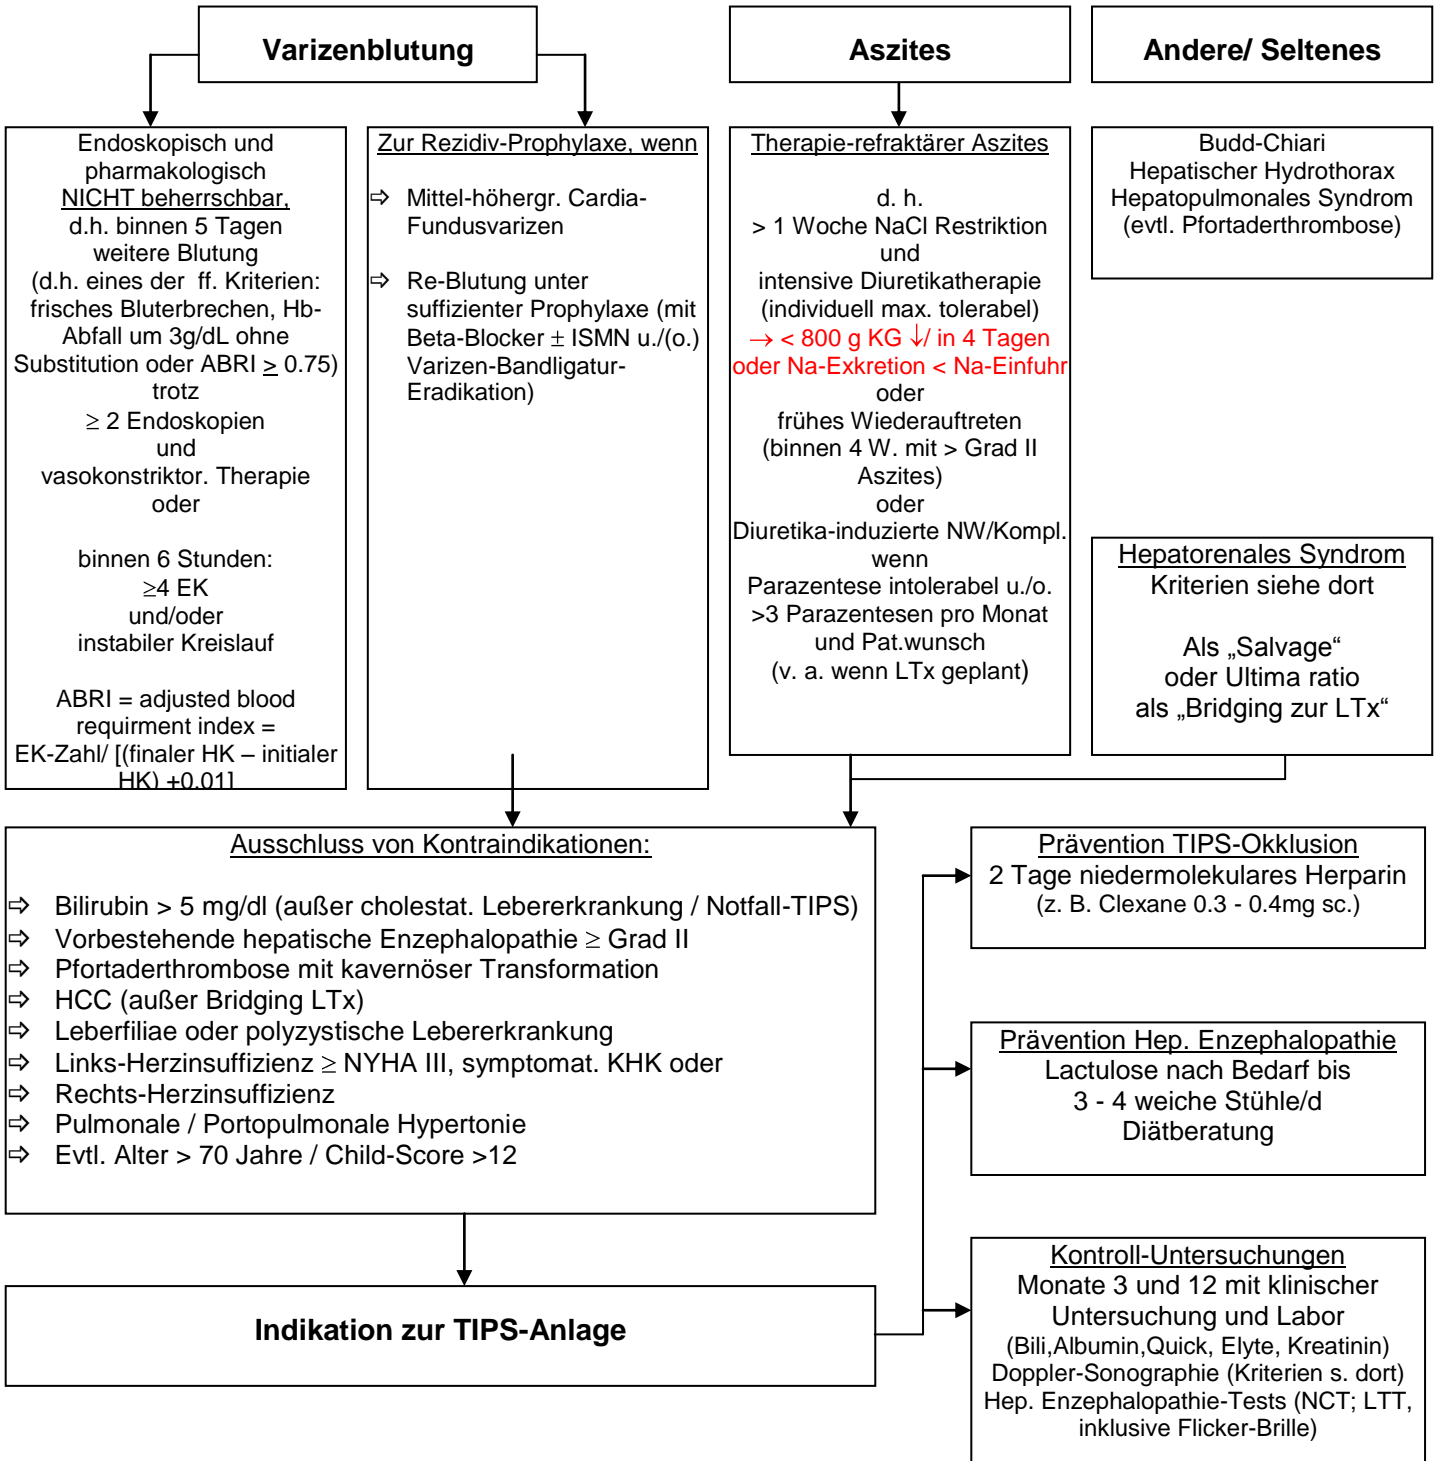 Varizenblutung
Aszites
Andere/ Seltenes
Endoskopisch und
pharmakologisch
NICHT beherrschbar,
d.h. binnen 5 Tagen
weitere Blutung
(d.h. eines der  ff. Kriterien:
frisches Bluterbrechen, Hb-
Abfall um 3g/dL ohne
Substitution oder ABRI ≥ 0.75)
trotz
≥ 2 Endoskopien
und
vasokonstriktor. Therapie
oder
binnen 6 Stunden:
≥4 EK
und/oder
instabiler Kreislauf
ABRI = adjusted blood
requirment index =
EK-Zahl/ [(finaler HK – initialer
HK) +0.01]
Zur Rezidiv-Prophylaxe, wenn
⇨ Mittel-höhergr. Cardia-
Fundusvarizen
⇨ Re-Blutung unter
suffizienter Prophylaxe (mit
Beta-Blocker ± ISMN u./(o.)
Varizen-Bandligatur-
Eradikation)
Therapie-refraktärer Aszites
d. h.
> 1 Woche NaCl Restriktion
und
intensive Diuretikatherapie
(individuell max. tolerabel)
→ < 800 g KG ↓/ in 4 Tagen
oder Na-Exkretion < Na-Einfuhr
oder
frühes Wiederauftreten
(binnen 4 W. mit > Grad II
Aszites)
oder
Diuretika-induzierte NW/Kompl.
wenn
Parazentese intolerabel u./o.
>3 Parazentesen pro Monat
und Pat.wunsch
(v. a. wenn LTx geplant)
Budd-Chiari
Hepatischer Hydrothorax
Hepatopulmonales Syndrom
(evtl. Pfortaderthrombose)
Hepatorenales Syndrom
Kriterien siehe dort
Als „Salvage“
oder Ultima ratio
als „Bridging zur LTx“
Ausschluss von Kontraindikationen:
⇨ Bilirubin > 5 mg/dl (außer cholestat. Lebererkrankung / Notfall-TIPS)
⇨ Vorbestehende hepatische Enzephalopathie ≥ Grad II
⇨ Pfortaderthrombose mit kavernöser Transformation
⇨ HCC (außer Bridging LTx)
⇨ Leberfiliae oder polyzystische Lebererkrankung
⇨ Links-Herzinsuffizienz ≥ NYHA III, symptomat. KHK oder
⇨ Rechts-Herzinsuffizienz
⇨ Pulmonale / Portopulmonale Hypertonie
⇨ Evtl. Alter > 70 Jahre / Child-Score >12
Indikation zur TIPS-Anlage
Prävention TIPS-Okklusion
2 Tage niedermolekulares Herparin
(z. B. Clexane 0.3 - 0.4mg sc.)
Prävention Hep. Enzephalopathie
Lactulose nach Bedarf bis
3 - 4 weiche Stühle/d
Diätberatung
Kontroll-Untersuchungen
Monate 3 und 12 mit klinischer
Untersuchung und Labor
(Bili,Albumin,Quick, Elyte, Kreatinin)
Doppler-Sonographie (Kriterien s. dort)
Hep. Enzephalopathie-Tests (NCT; LTT,
inklusive Flicker-Brille)